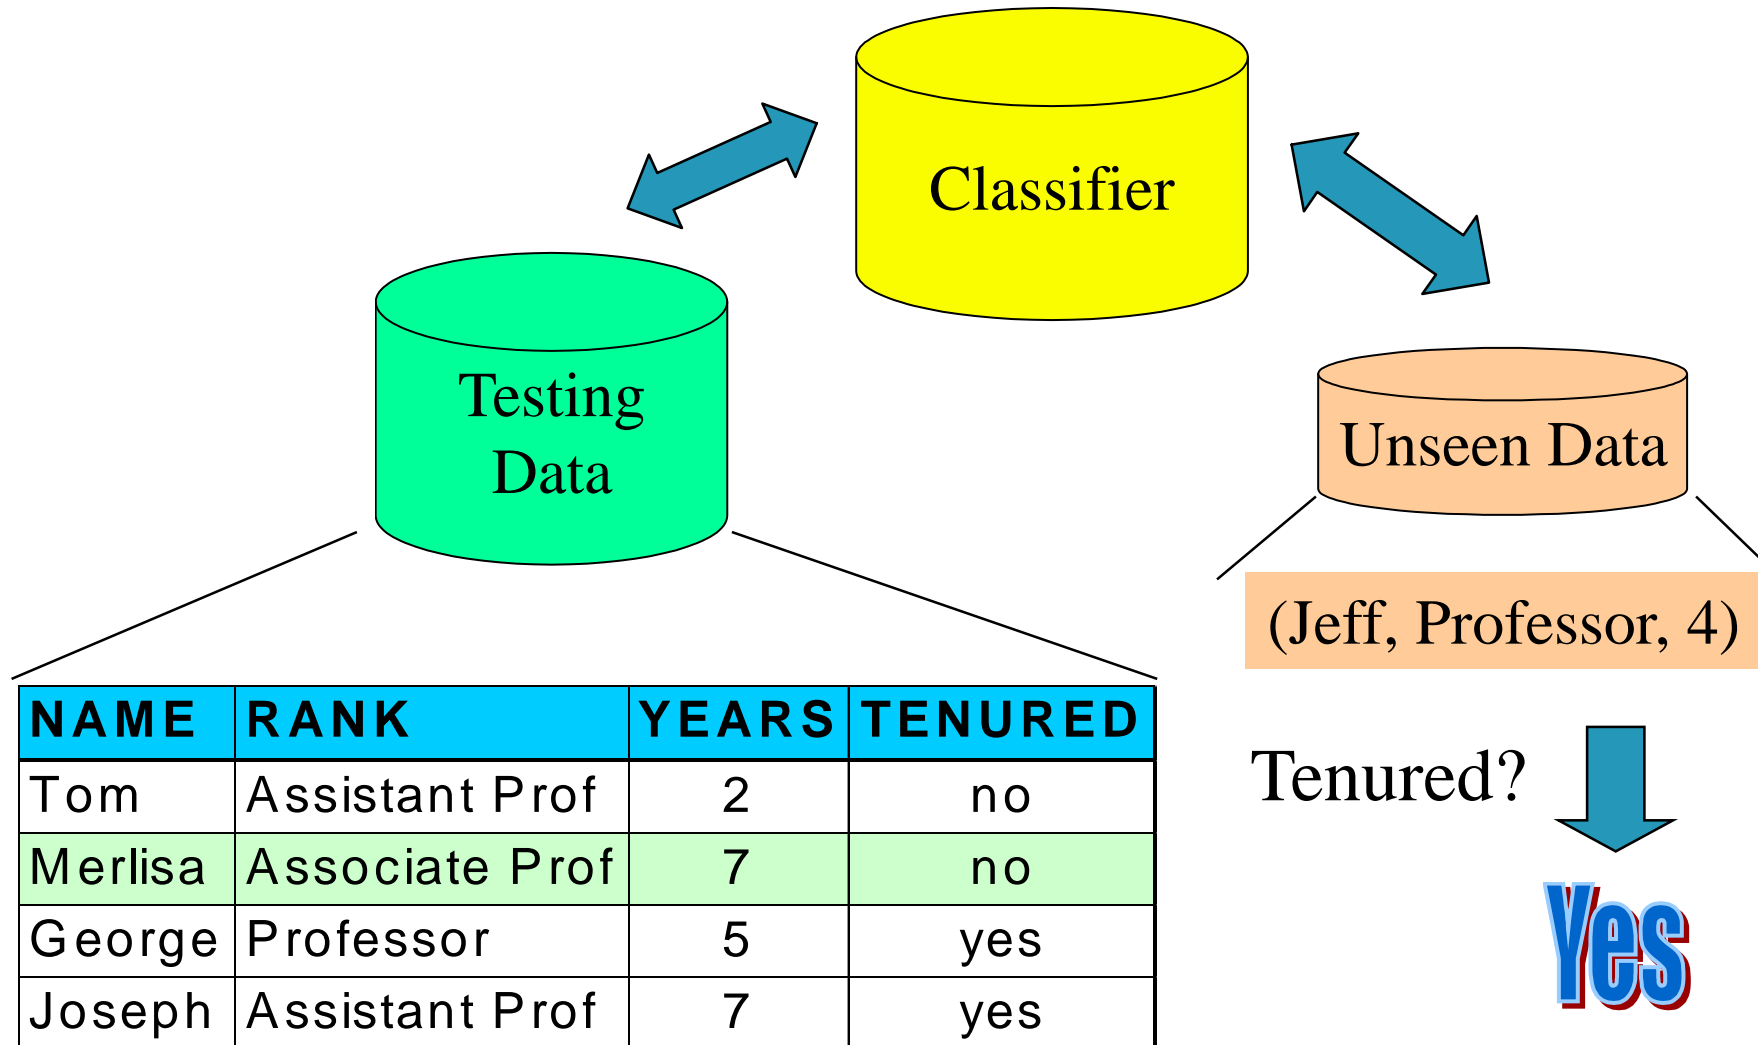 Classifier
Testing
Data
Unseen Data
(Jeff, Professor, 4)
NAME RANK YEARS TENURED
Tom Assistant Prof 2 no
Merlisa Associate Prof 7 no
George Professor 5 yes
Joseph Assistant Prof 7 yes
Tenured?
Yes